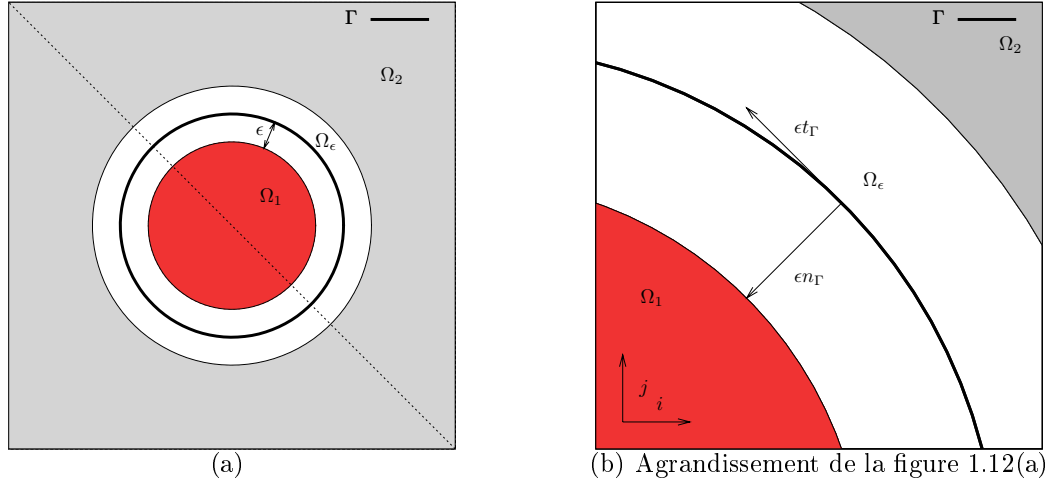 Γ
Ω₂
ϵ
Ω_ϵ
Ω₁
(a)
Γ
Ω₂
ϵt_Γ
Ω_ϵ
ϵn_Γ
Ω₁
j
i
(b) Agrandissement de la figure 1.12(a)